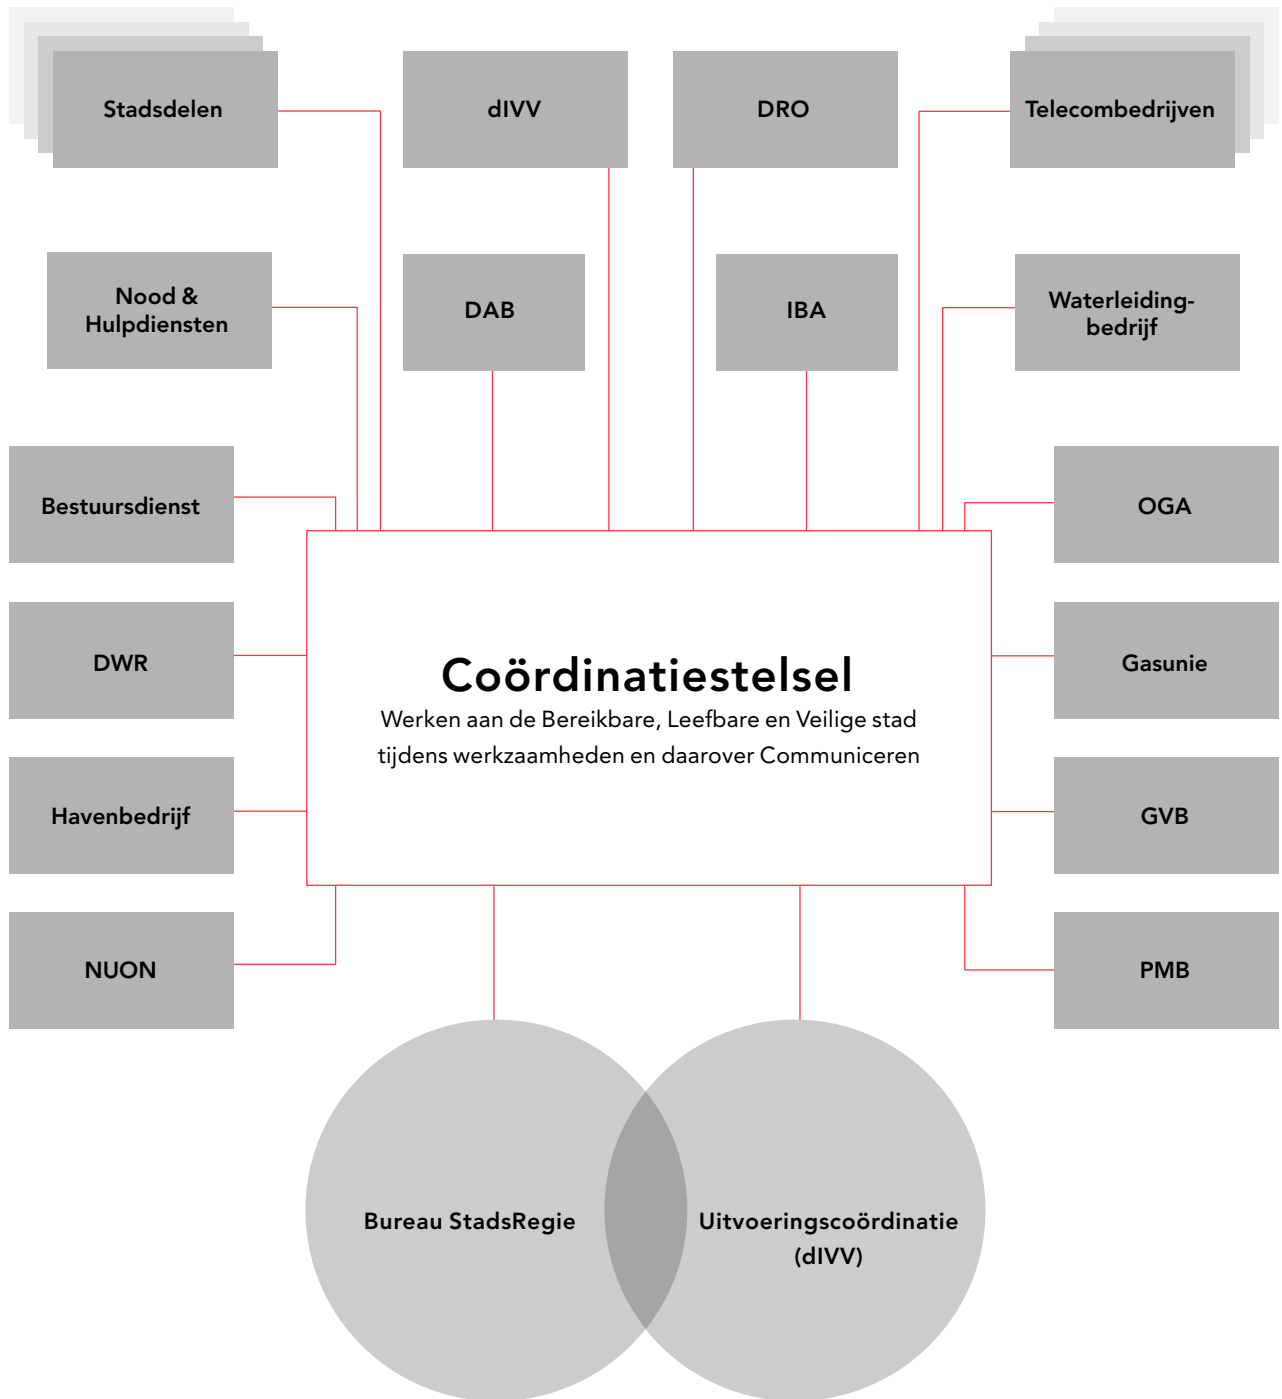 Stadsdelen
dIVV
DRO
Telecombedrijven
Nood &
Hulpdiensten
DAB
IBA
Waterleiding-
bedrijf
Bestuursdienst
OGA
DWR
Coördinatiestelsel
Werken aan de Bereikbare, Leefbare en Veilige stad
tijdens werkzaamheden en daarover Communiceren
Gasunie
Havenbedrijf
GVB
NUON
PMB
Bureau StadsRegie
Uitvoeringscoördinatie
(dIVV)